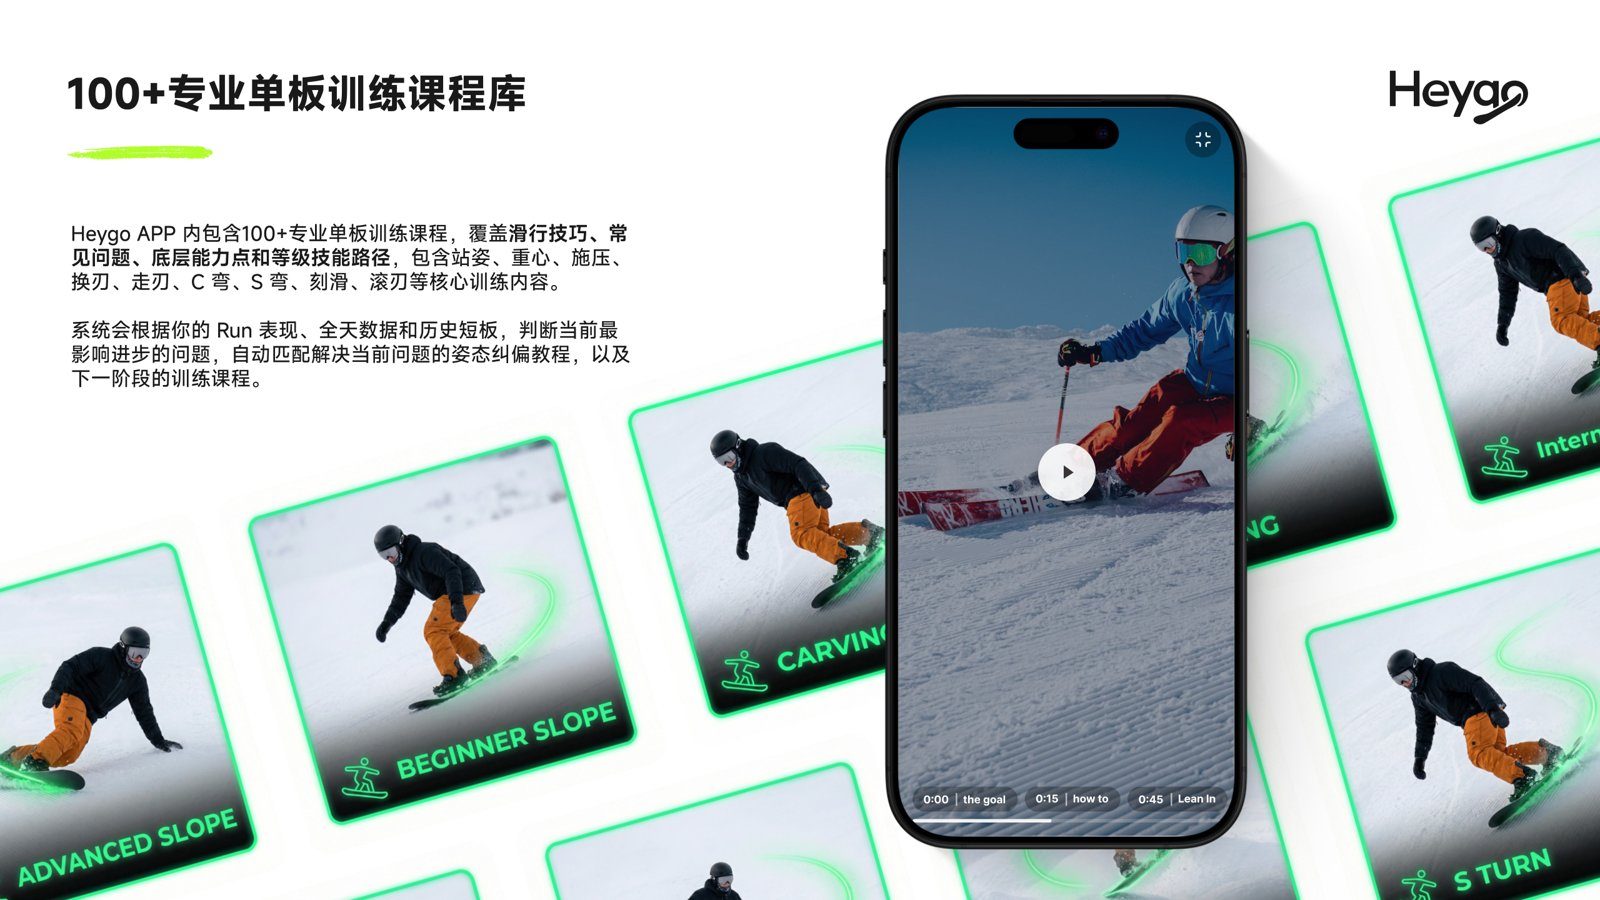 100+专业单板训练课程库
Heygo
Heygo APP 内包含100+专业单板训练课程，覆盖滑行技巧、常
见问题、底层能力点和等级技能路径，包含站姿、重心、施压、
换刃、走刃、C 弯、S 弯、刻滑、滚刃等核心训练内容。
系统会根据你的 Run 表现、全天数据和历史短板，判断当前最
影响进步的问题，自动匹配解决当前问题的姿态纠偏教程，以及
下一阶段的训练课程。
ADVANCED SLOPE
BEGINNER SLOPE
CARVING
NG
Intern
S TURN
0:00 | the goal
0:15 | how to
0:45 | Lean In